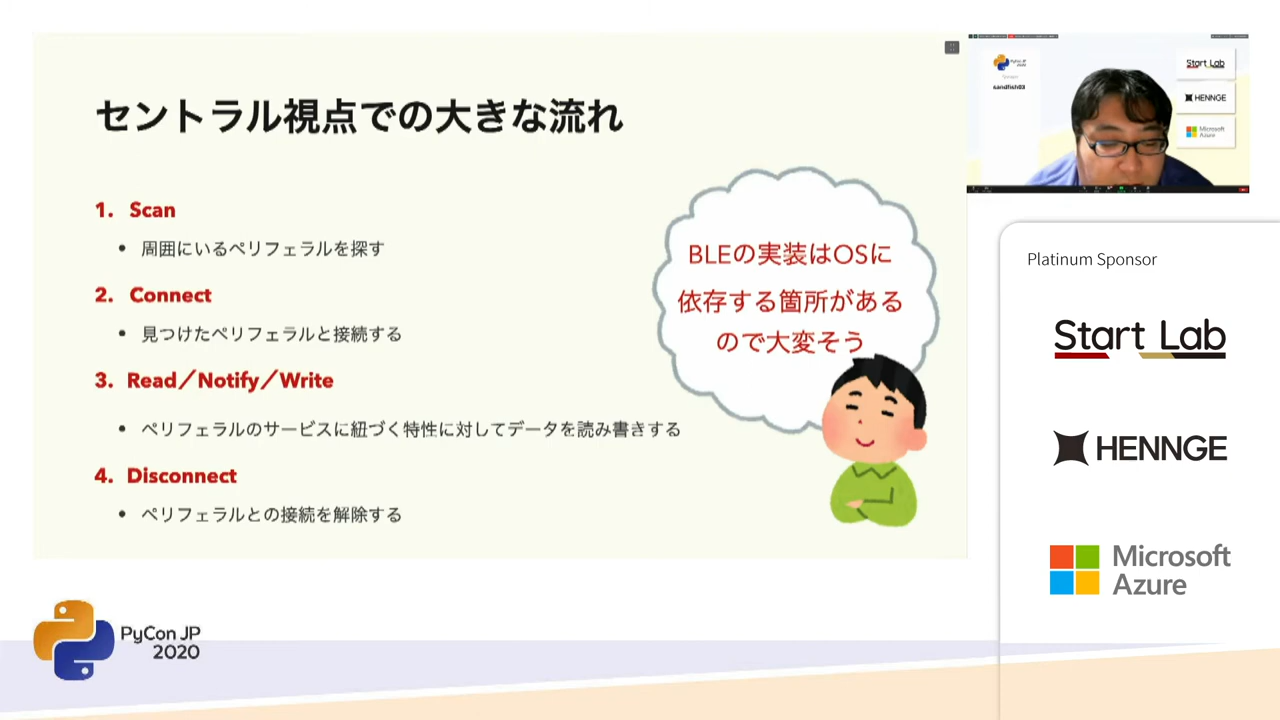 セントラル視点での大きな流れ
1. Scan
• 周囲にいるペリフェラルを探す
2. Connect
• 見つけたペリフェラルと接続する
3. Read／Notify／Write
• ペリフェラルのサービスに紐づく特性に対してデータを読み書きする
4. Disconnect
• ペリフェラルとの接続を解除する
BLEの実装はOSに
依存する箇所がある
ので大変そう
PyCon JP
2020
sandfish03
Start Lab
HENNGE
Microsoft
Azure
Platinum Sponsor
Start Lab
HENNGE
Microsoft
Azure
PyCon JP
2020